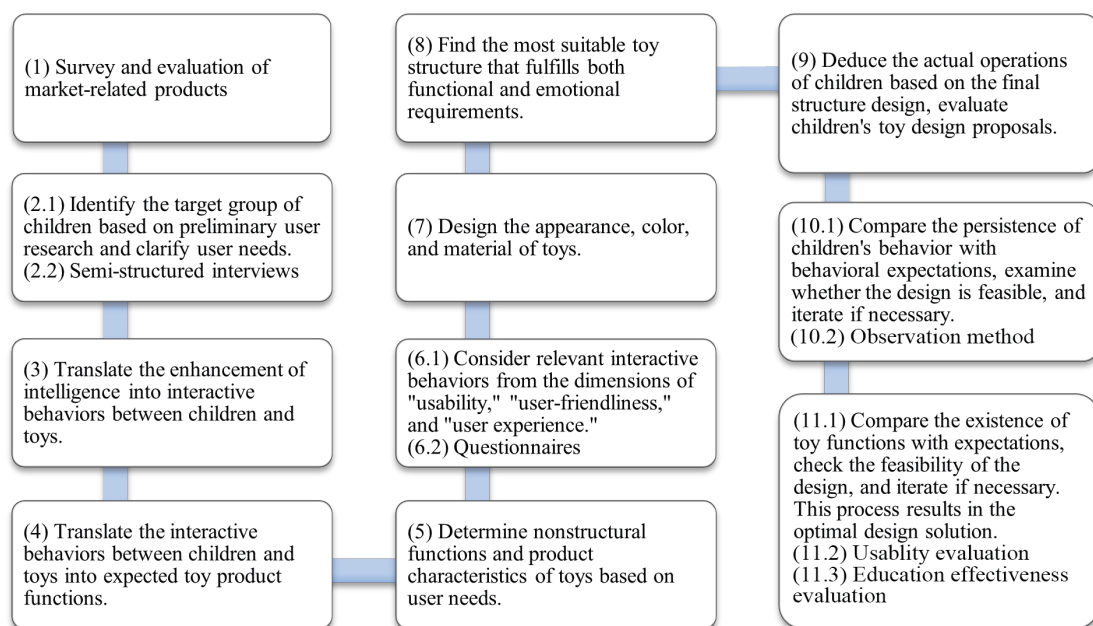 (1) Survey and evaluation of
market-related products
(2.1) Identify the target group of
children based on preliminary user
research and clarify user needs.
(2.2) Semi-structured interviews
(3) Translate the enhancement of
intelligence into interactive
behaviors between children and
toys.
(4) Translate the interactive
behaviors between children and
toys into expected toy product
functions.
(5) Determine nonstructural
functions and product
characteristics of toys based on
user needs.
(6.1) Consider relevant interactive
behaviors from the dimensions of
"usability," "user-friendliness,"
and "user experience."
(6.2) Questionnaires
(7) Design the appearance, color,
and material of toys.
(8) Find the most suitable toy
structure that fulfills both
functional and emotional
requirements.
(9) Deduce the actual operations
of children based on the final
structure design, evaluate
children's toy design proposals.
(10.1) Compare the persistence of
children's behavior with
behavioral expectations, examine
whether the design is feasible, and
iterate if necessary.
(10.2) Observation method
(11.1) Compare the existence of
toy functions with expectations,
check the feasibility of the
design, and iterate if necessary.
This process results in the
optimal design solution.
(11.2) Usablity evaluation
(11.3) Education effectiveness
evaluation